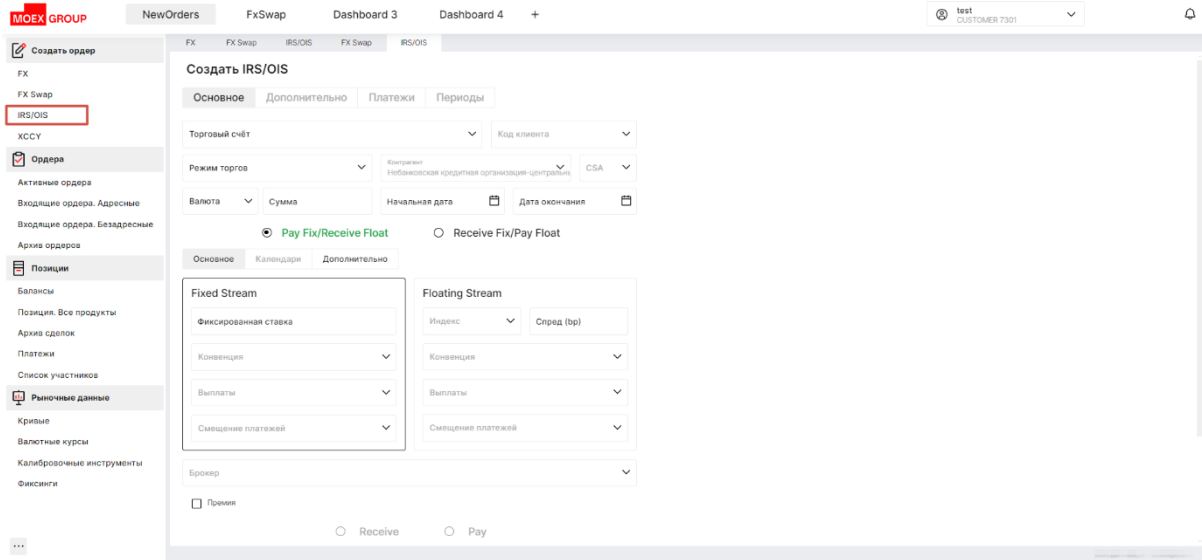 MOEX GROUP
NewOrders FxSwap Dashboard 3 Dashboard 4 +
test
CUSTOMER 7301
Создать ордер
FX
FX Swap
IRS/OIS
XCCY
Ордера
Активные ордера
Входящие ордера. Адресные
Входящие ордера. Безадресные
Архив ордеров
Позиции
Балансы
Позиция. Все продукты
Архив сделок
Платежи
Список участников
Рыночные данные
Кривые
Валютные курсы
Калибровочные инструменты
Фиксинги
...
FX FX Swap IRS/OIS FX Swap IRS/OIS
Создать IRS/OIS
Основное Дополнительно Платежи Периоды
Торговый счёт Код клиента
Режим торгов Контрагент CSA
Небанковская кредитная организация-центральнь
Валюта Сумма Начальная дата Дата окончания
Pay Fix/Receive Float Receive Fix/Pay Float
Основное Календари Дополнительно
Fixed Stream Floating Stream
Фиксированная ставка Индекс Спред (bp)
Конвенция Конвенция
Выплаты Выплаты
Смещение платежей Смещение платежей
Брокер
Премия
Receive Pay